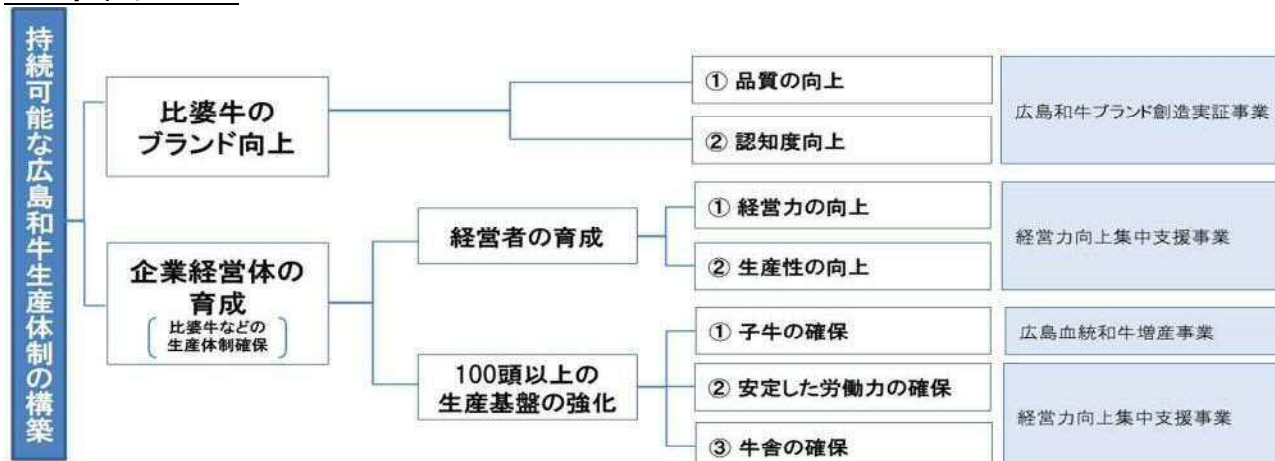 持続可能な広島和牛生産体制の構築
比婆牛の
ブランド向上
① 品質の向上
② 認知度向上
広島和牛ブランド創造実証事業
企業経営体の
育成
比婆牛などの
生産体制確保
経営者の育成
① 経営力の向上
② 生産性の向上
経営力向上集中支援事業
100頭以上の
生産基盤の強化
① 子牛の確保
広島血統和牛増産事業
② 安定した労働力の確保
③ 牛舎の確保
経営力向上集中支援事業